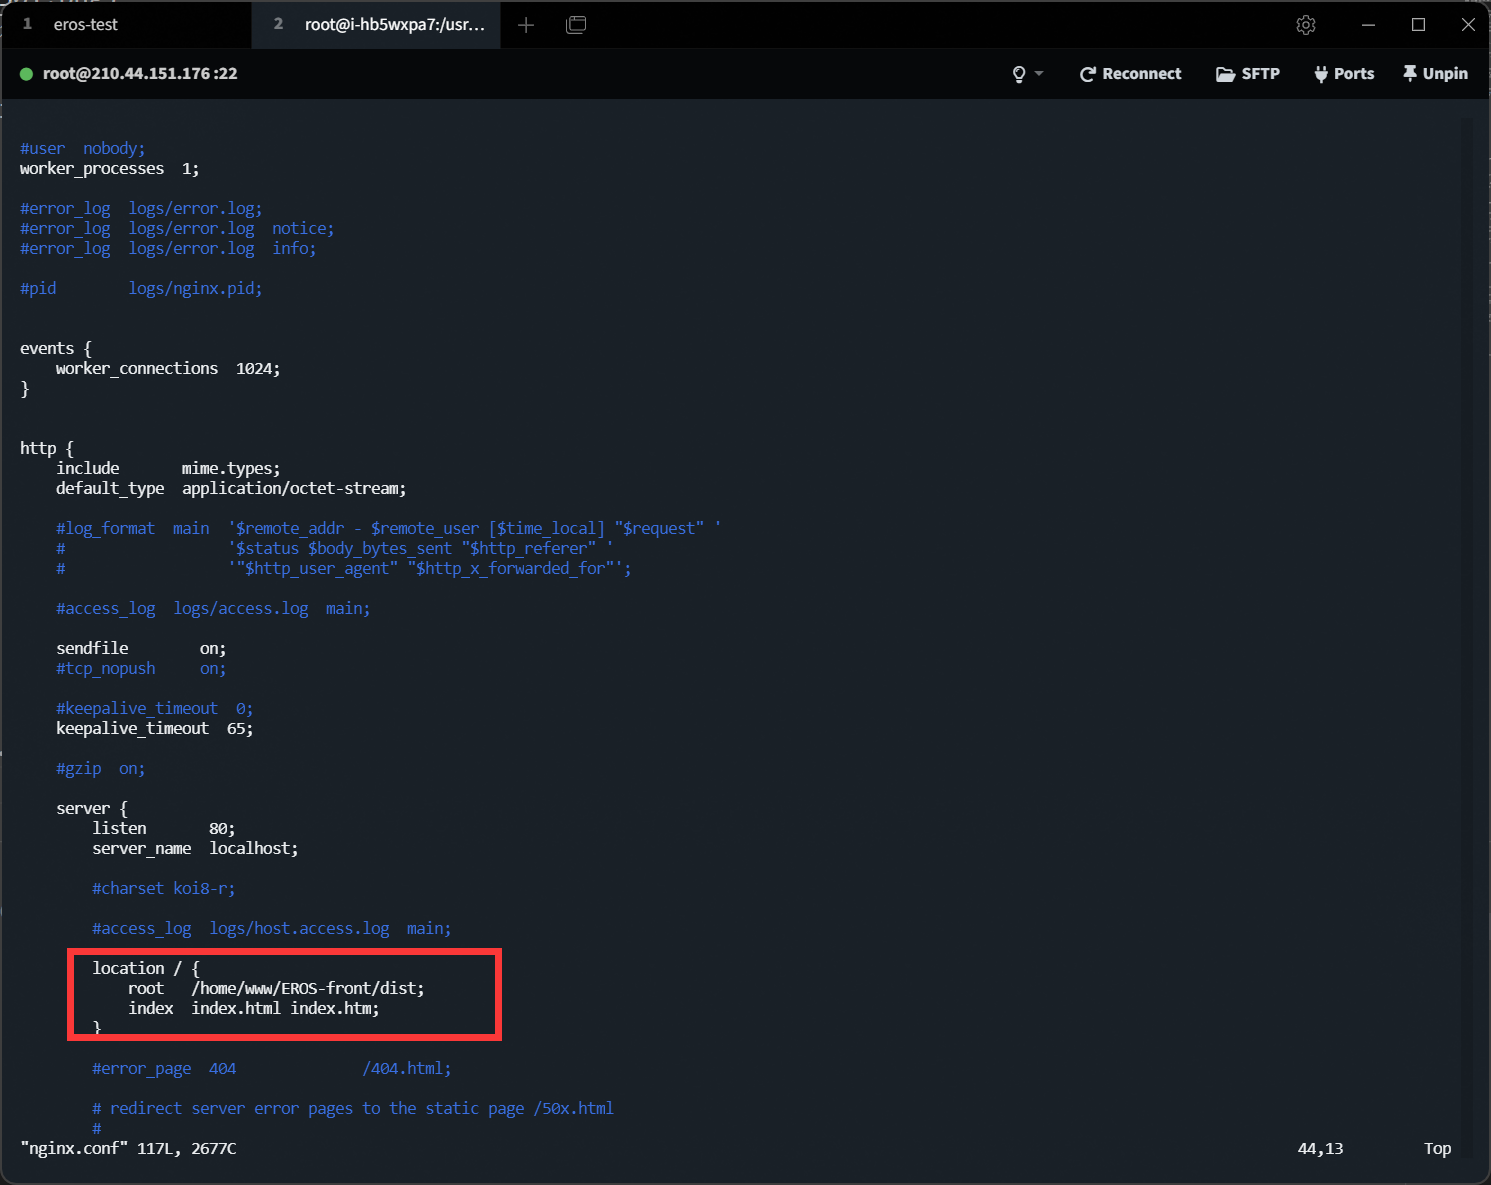 1 eros-test 2 root@i-hb5wxpa7:/usr...
root@210.44.151.176:22 Reconnect SFTP Ports Unpin
#user  nobody;
worker_processes  1;
#error_log  logs/error.log;
#error_log  logs/error.log  notice;
#error_log  logs/error.log  info;
#pid        logs/nginx.pid;
events {
    worker_connections  1024;
}
http {
    include       mime.types;
    default_type  application/octet-stream;
    #log_format  main  '$remote_addr - $remote_user [$time_local] "$request" '
    #                  '$status $body_bytes_sent "$http_referer" '
    #                  '"$http_user_agent" "$http_x_forwarded_for"';
    #access_log  logs/access.log  main;
    sendfile        on;
    #tcp_nopush     on;
    #keepalive_timeout  0;
    keepalive_timeout  65;
    #gzip  on;
    server {
        listen       80;
        server_name  localhost;
        #charset koi8-r;
        #access_log  logs/host.access.log  main;
        location / {
            root   /home/www/EROS-front/dist;
            index  index.html index.htm;
        }
        #error_page  404              /404.html;
        # redirect server error pages to the static page /50x.html
        #
"nginx.conf" 117L, 2677C 44,13 Top